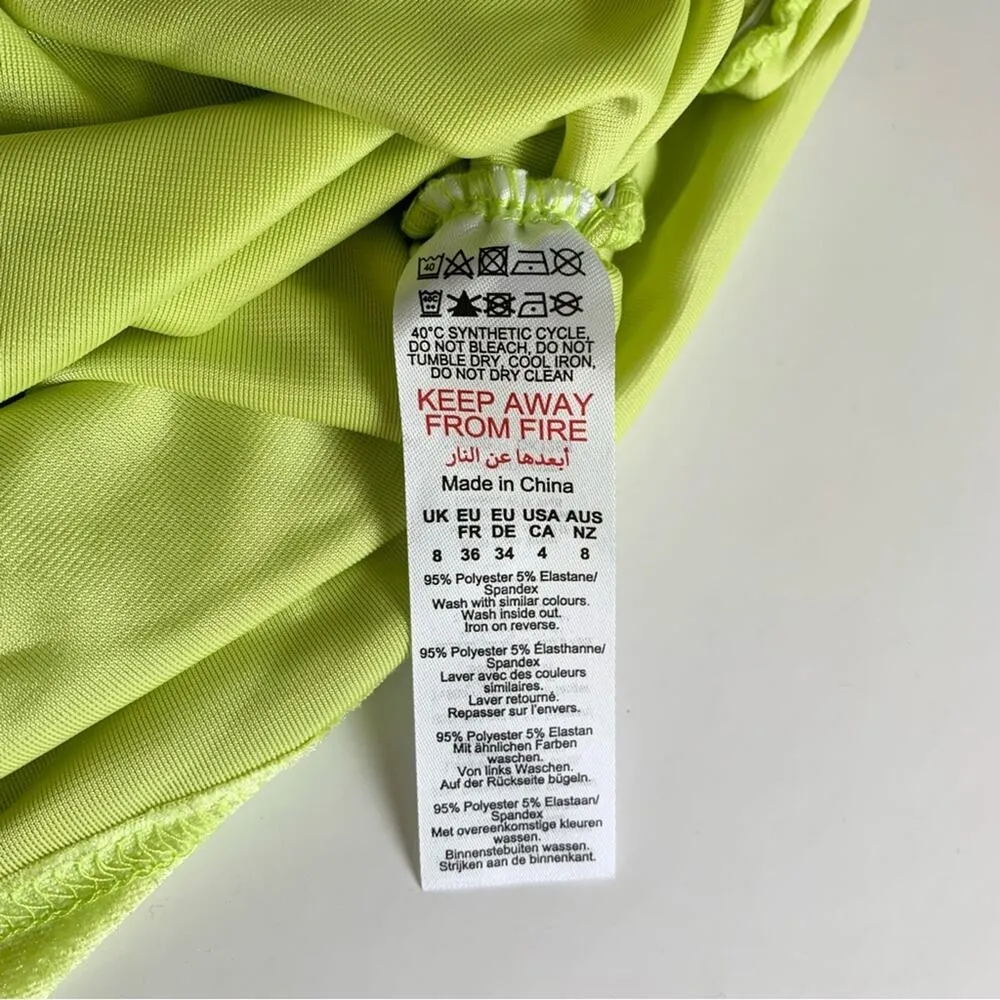 40
40C
40°C SYNTHETIC CYCLE,
DO NOT BLEACH, DO NOT
TUMBLE DRY, COOL IRON,
DO NOT DRY CLEAN
KEEP AWAY
FROM FIRE
أبعدها عن النار
Made in China
UK EU EU USA AUS
FR DE CA NZ
8 36 34 4 8
95% Polyester 5% Elastane/
Spandex
Wash with similar colours.
Wash inside out.
Iron on reverse.
95% Polyester 5% Élasthanne/
Spandex
Laver avec des couleurs
similaires.
Laver retourné.
Repasser sur l'envers.
95% Polyester 5% Elastan
Mit ähnlichen Farben
waschen.
Von links Waschen.
Auf der Rückseite bügeln.
95% Polyester 5% Elastaan/
Spandex
Met overeenkomstige kleuren
wassen.
Binnenstebuiten wassen.
Strijken aan de binnenkant.